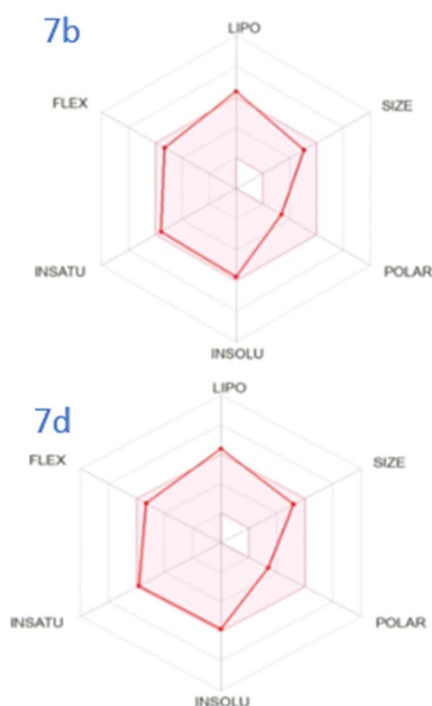 7b
LIPO
FLEX
SIZE
INSATU
POLAR
INSOLU
7d
LIPO
FLEX
SIZE
INSATU
POLAR
INSOLU